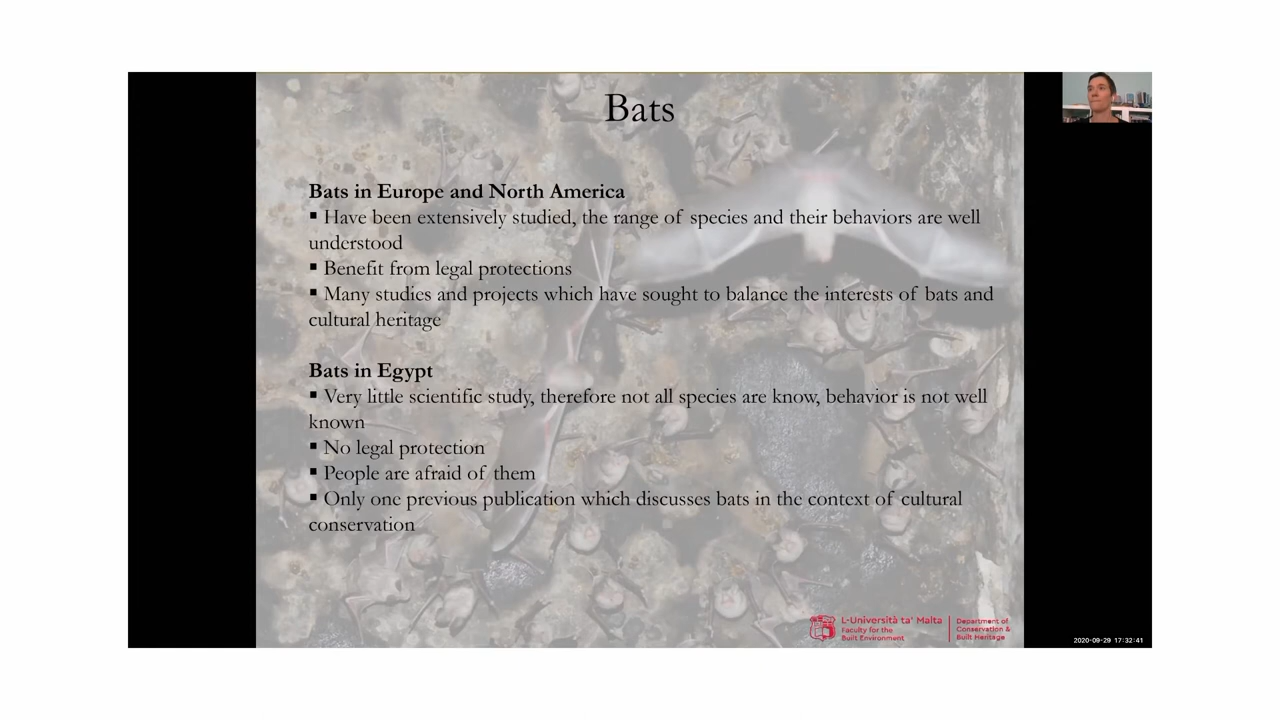 Bats
Bats in Europe and North America
▪ Have been extensively studied, the range of species and their behaviors are well
understood
▪ Benefit from legal protections
▪ Many studies and projects which have sought to balance the interests of bats and
cultural heritage
Bats in Egypt
▪ Very little scientific study, therefore not all species are know, behavior is not well
known
▪ No legal protection
▪ People are afraid of them
▪ Only one previous publication which discusses bats in the context of cultural
conservation
L-Università ta' Malta
Faculty for the
Built Environment
Department of
Conservation &
Built Heritage
2020-09-29 17:32:41